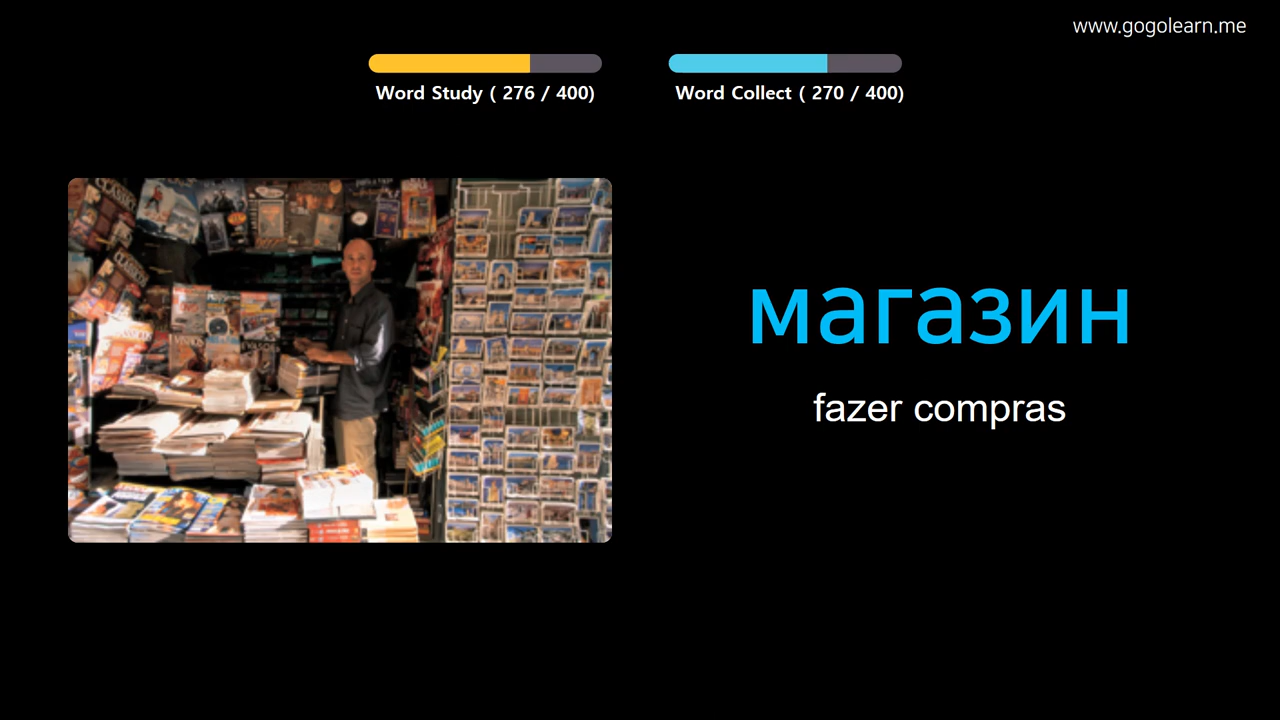 www.gogolearn.me
Word Study ( 276 / 400)
Word Collect ( 270 / 400)
магазин
fazer compras